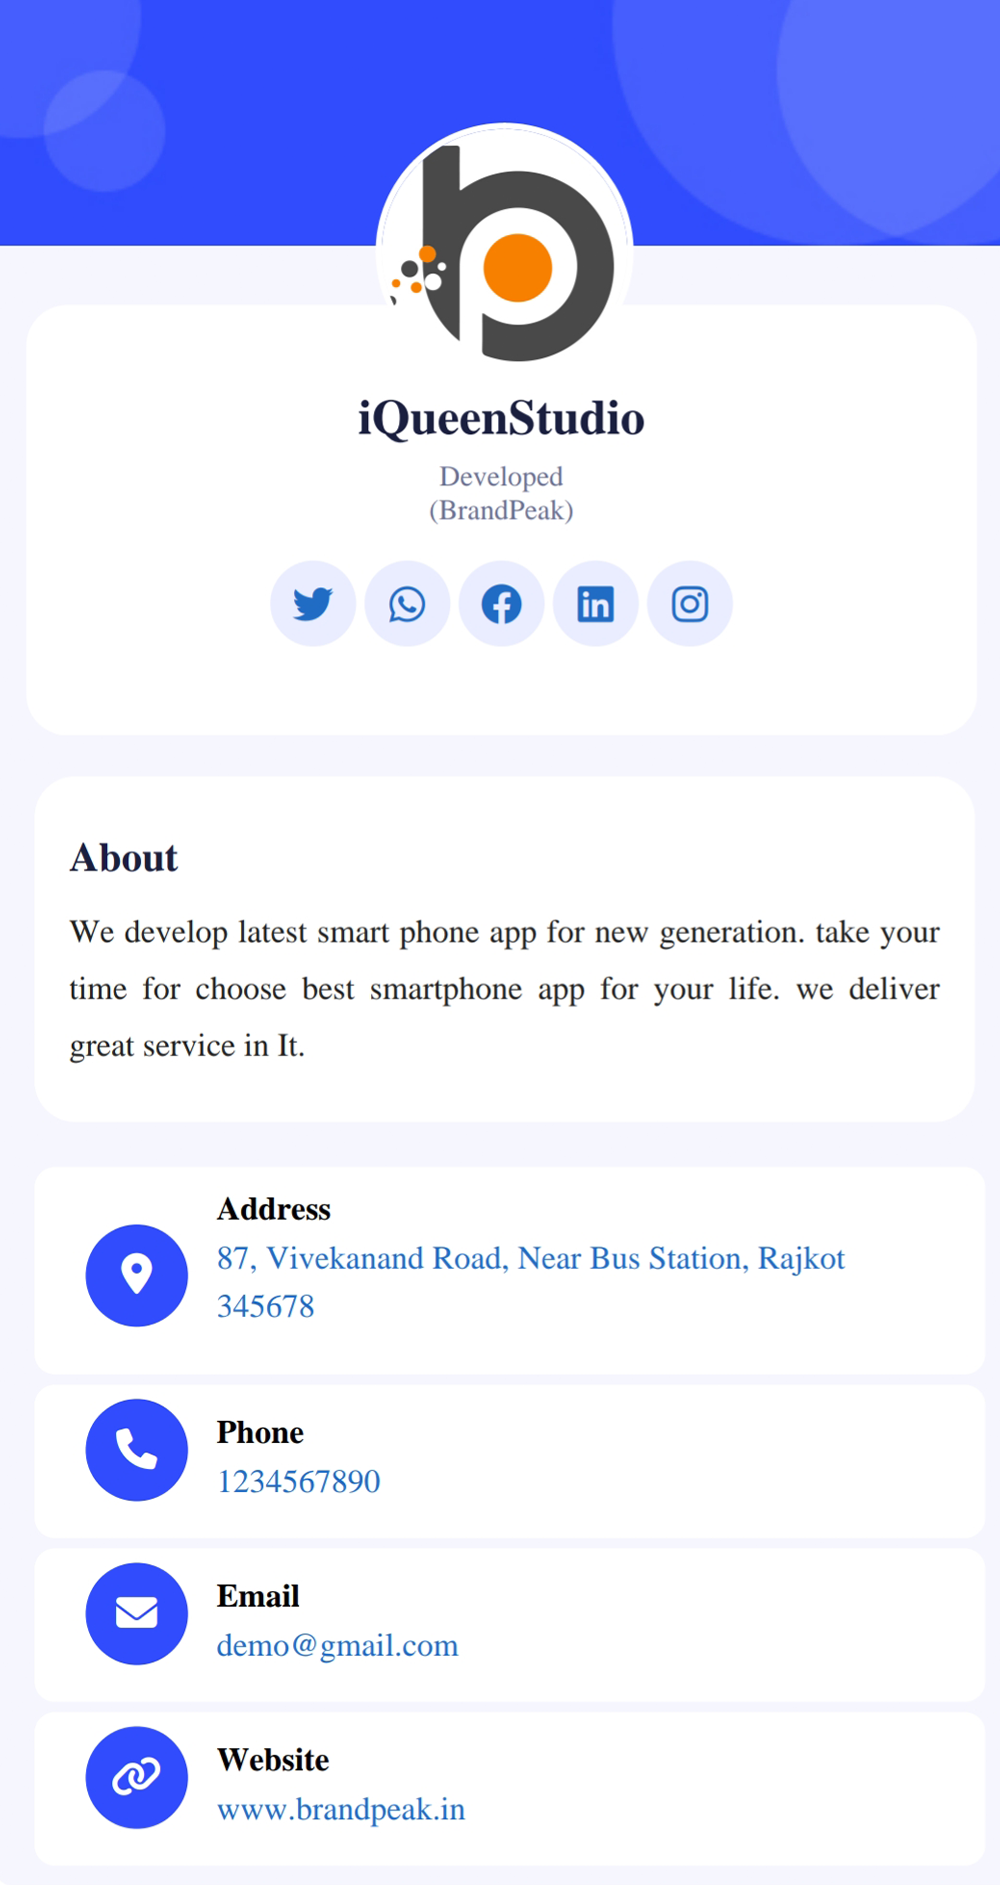 iQueenStudio
Developed
(BrandPeak)
About
We develop latest smart phone app for new generation. take your
time for choose best smartphone app for your life. we deliver
great service in It.
Address
87, Vivekanand Road, Near Bus Station, Rajkot
345678
Phone
1234567890
Email
demo@gmail.com
Website
www.brandpeak.in